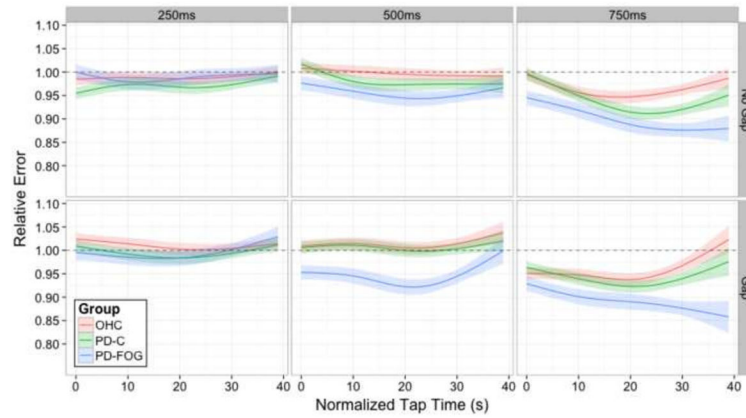 250ms 500ms 750ms
1.10
1.05
1.00
0.95
0.90
0.85
0.80
No Gap
Relative Error
1.10
1.05
1.00
0.95
0.90
0.85
0.80
Gap
Group
OHC
PD-C
PD-FOG
0 10 20 30 40 0 10 20 30 40 0 10 20 30 40
Normalized Tap Time (s)